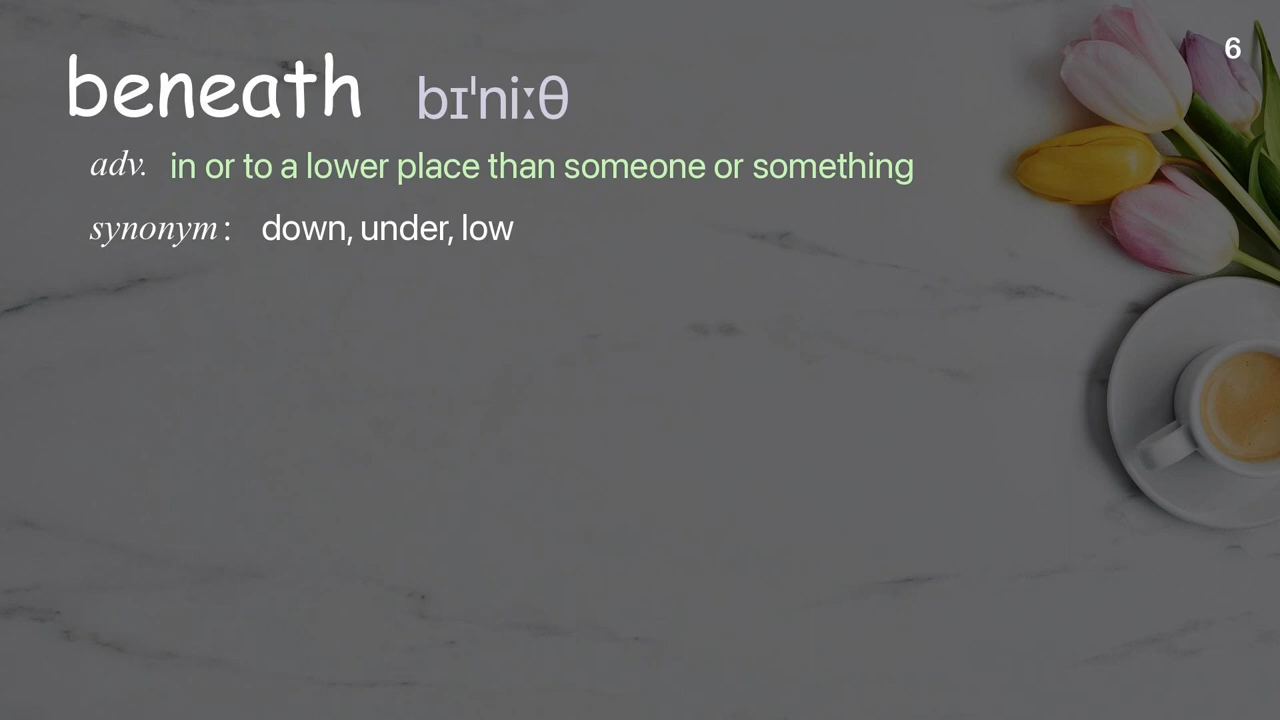 6
beneath bɪˈniːθ
adv. in or to a lower place than someone or something
synonym : down, under, low